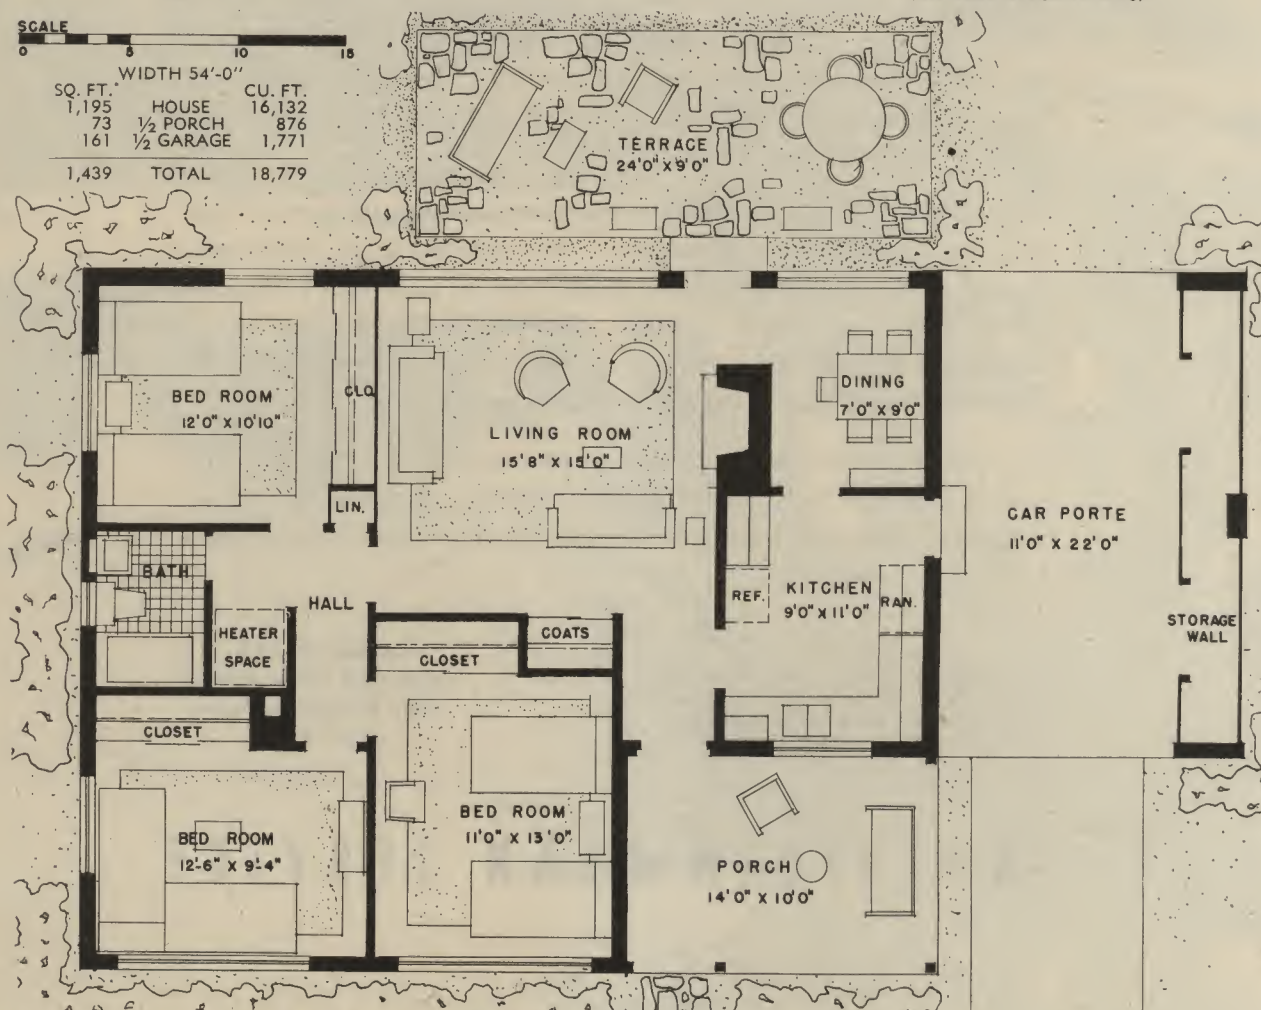 SCALE
0 5 10 15
WIDTH 54'-0"
SQ. FT. CU. FT.
1,195 HOUSE 16,132
73 ½ PORCH 876
161 ½ GARAGE 1,771
1,439 TOTAL 18,779
TERRACE
24'0" X 9'0"
BED ROOM
12'0" X 10'10"
CLO.
LIN.
LIVING ROOM
15'8" X 15'0"
DINING
7'0" X 9'0"
CAR PORTE
11'0" X 22'0"
STORAGE
WALL
BATH
HALL
HEATER
SPACE
CLOSET
COATS
REF.
KITCHEN
9'0" X 11'0"
RAN.
CLOSET
BED ROOM
12'-6" X 9'-4"
BED ROOM
11'0" X 13'0"
PORCH
14'0" X 10'0"